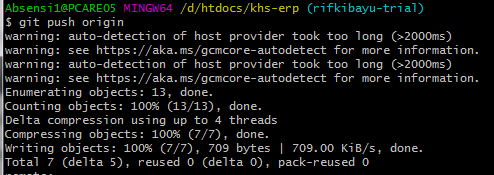 Absensi1@PCARE05 MINGW64 /d/htdocs/khs-erp (rifkibayu-trial)
$ git push origin
warning: auto-detection of host provider took too long (>2000ms)
warning: see https://aka.ms/gcmcore-autodetect for more information.
warning: auto-detection of host provider took too long (>2000ms)
warning: see https://aka.ms/gcmcore-autodetect for more information.
Enumerating objects: 13, done.
Counting objects: 100% (13/13), done.
Delta compression using up to 4 threads
Compressing objects: 100% (7/7), done.
Writing objects: 100% (7/7), 709 bytes | 709.00 KiB/s, done.
Total 7 (delta 5), reused 0 (delta 0), pack-reused 0